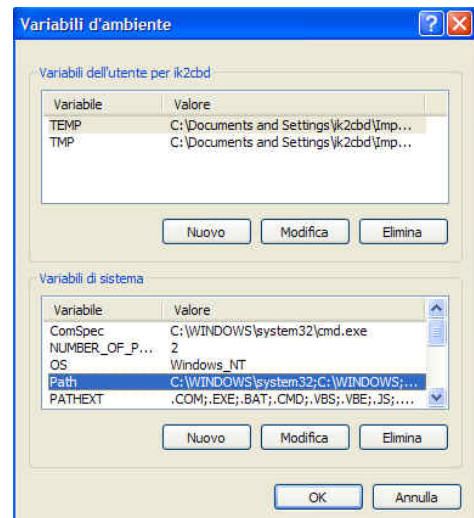 Variabili d'ambiente
Variabili dell'utente per ik2cbd
Variabile Valore
TEMP C:\Documents and Settings\ik2cbd\Imp...
TMP C:\Documents and Settings\ik2cbd\Imp...
Nuovo Modifica Elimina
Variabili di sistema
Variabile Valore
ComSpec C:\WINDOWS\system32\cmd.exe
NUMBER_OF_P... 2
OS Windows_NT
Path C:\WINDOWS\system32;C:\WINDOWS;...
PATHEXT .COM;.EXE;.BAT;.CMD;.VBS;.VBE;.JS;....
Nuovo Modifica Elimina
OK Annulla